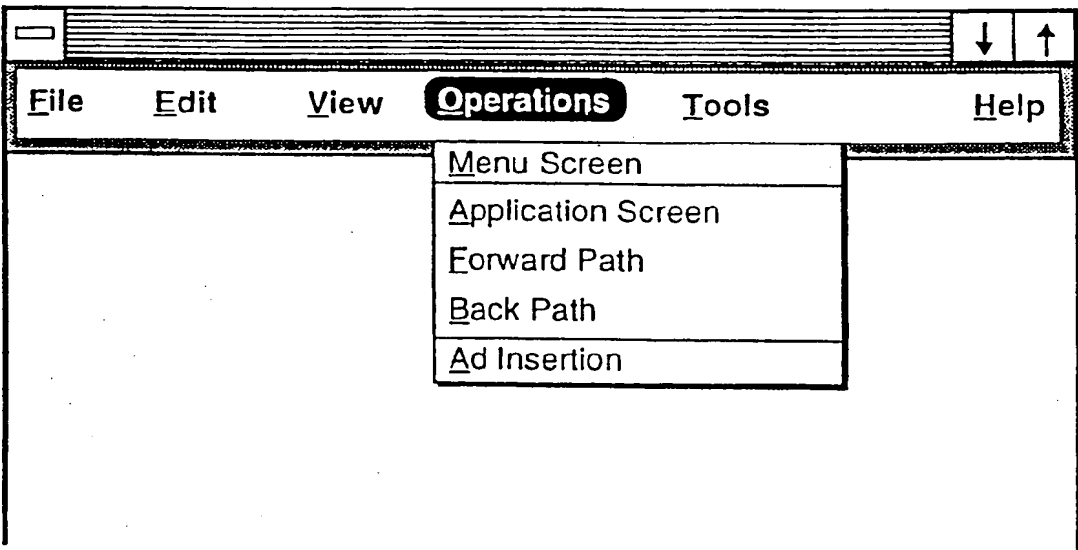 File Edit View Operations Tools Help
Menu Screen
Application Screen
Forward Path
Back Path
Ad Insertion